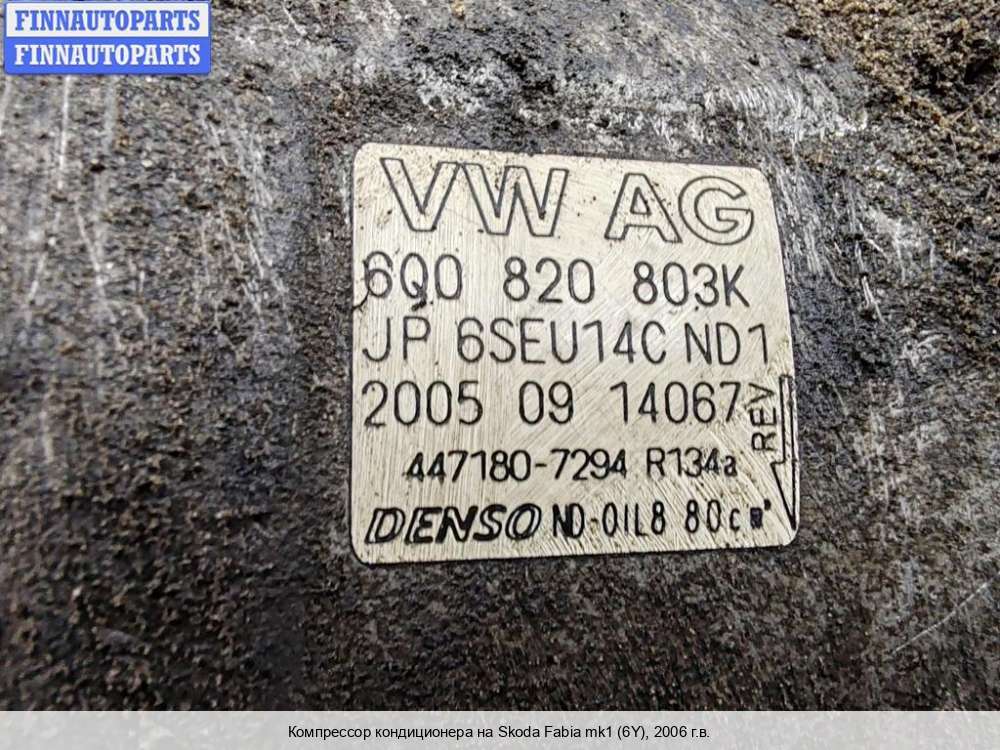 FINNAUTOPARTS
FINNAUTOPARTS
VW AG
6Q0 820 803K
JP 6SEU14C ND1
2005 09 14067
REV
447180-7294 R134a
DENSO ND-OIL8 80c
Компрессор кондиционера на Skoda Fabia mk1 (6Y), 2006 г.в.